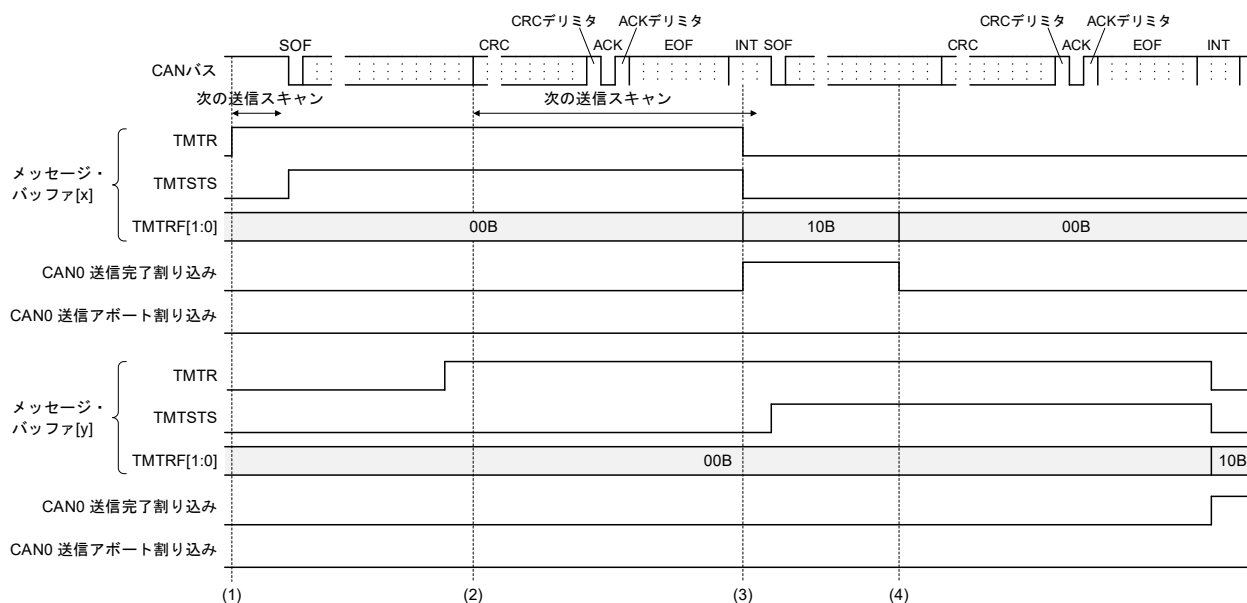 CRCデリミタ ACKデリミタ CRCデリミタ ACKデリミタ
SOF CRC ACK EOF INT SOF CRC ACK EOF INT
CANバス
次の送信スキャン 次の送信スキャン
TMTR
メッセージ・
バッファ[x]
TMTSTS
TMTRF[1:0] 00B 10B 00B
CAN0 送信完了割り込み
CAN0 送信アボート割り込み
TMTR
メッセージ・
バッファ[y]
TMTSTS
TMTRF[1:0] 00B 10B
CAN0 送信完了割り込み
CAN0 送信アボート割り込み
(1) (2) (3) (4)